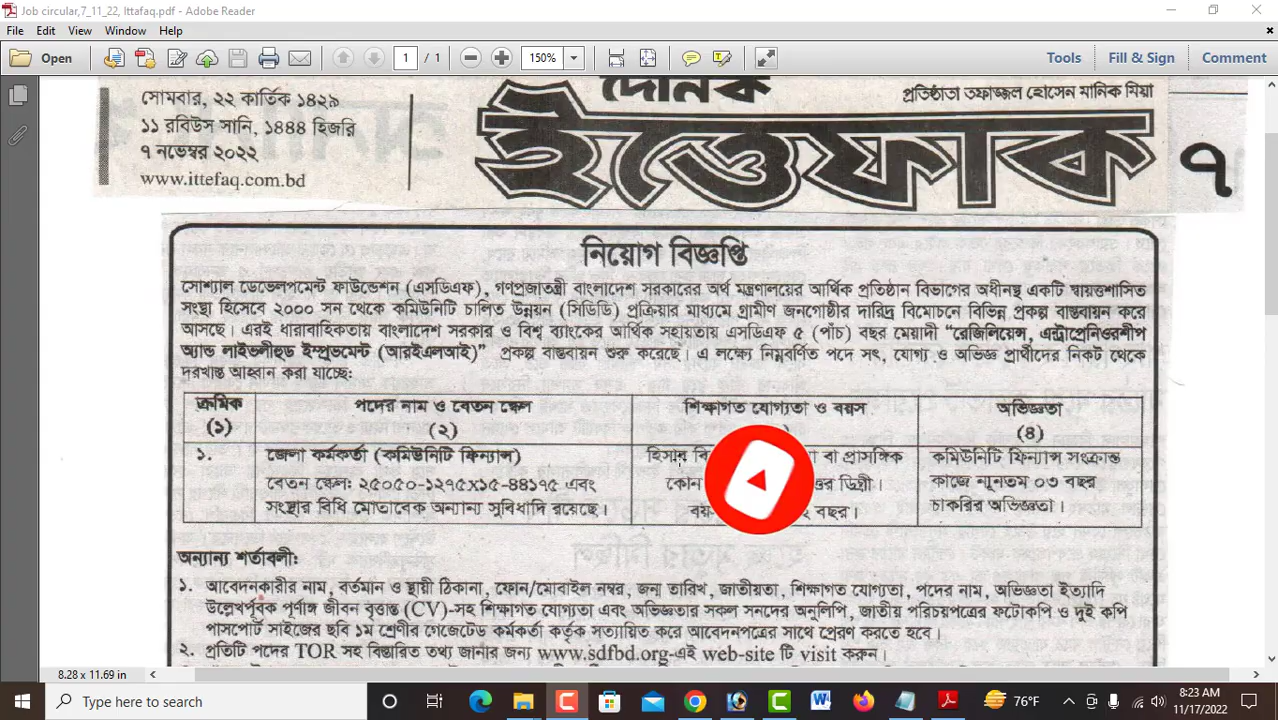 Job circular,7_11_22, Ittafaq.pdf - Adobe Reader
File Edit View Window Help
Open 1 / 1 150% Tools Fill & Sign Comment
সোমবার, ২২ কার্তিক ১৪২৯
১১ রবিউস সানি, ১৪৪৪ হিজরি
৭ নভেম্বর ২০২২
www.ittefaq.com.bd
দৈনিক
ইত্তেফাক
প্রতিষ্ঠাতা তফাজ্জল হোসেন মানিক মিয়া
৭
নিয়োগ বিজ্ঞপ্তি
সোশ্যাল ডেভেলপমেন্ট ফাউন্ডেশন (এসডিএফ), গণপ্রজাতন্ত্রী বাংলাদেশ সরকারের অর্থ মন্ত্রণালয়ের আর্থিক প্রতিষ্ঠান বিভাগের অধীনস্থ একটি স্বায়ত্তশাসিত
সংস্থা হিসেবে ২০০০ সন থেকে কমিউনিটি চালিত উন্নয়ন (সিডিডি) প্রক্রিয়ার মাধ্যমে গ্রামীণ জনগোষ্ঠীর দারিদ্র বিমোচনে বিভিন্ন প্রকল্প বাস্তবায়ন করে
আসছে। এরই ধারাবাহিকতায় বাংলাদেশ সরকার ও বিশ্ব ব্যাংকের আর্থিক সহায়তায় এসডিএফ ৫ (পাঁচ) বছর মেয়াদী “রেজিলিয়েন্স, এন্ট্রাপ্রেনিওরশীপ
অ্যান্ড লাইভলীহুড ইম্প্রুভমেন্ট (আরইএলআই)” প্রকল্প বাস্তবায়ন শুরু করেছে। এ লক্ষ্যে নিম্নবর্ণিত পদে সৎ, যোগ্য ও অভিজ্ঞ প্রার্থীদের নিকট থেকে
দরখাস্ত আহ্বান করা যাচ্ছে:
ক্রমিক পদের নাম ও বেতন স্কেল শিক্ষাগত যোগ্যতা ও বয়স অভিজ্ঞতা
(১) (২) (৪)
১. জেলা কর্মকর্তা (কমিউনিটি ফিন্যান্স) হিসাব বা প্রাসঙ্গিক কমিউনিটি ফিন্যান্স সংক্রান্ত
বেতন স্কেল: ২৫০৫০-১২৭৫X১৫-৪৪১৭৫ এবং কোন ডিগ্রী। কাজে ন্যূনতম ০৩ বছর
সংস্থার বিধি মোতাবেক অন্যান্য সুবিধাদি রয়েছে। বছর। চাকরির অভিজ্ঞতা।
অন্যান্য শর্তাবলী:
১. আবেদনকারীর নাম, বর্তমান ও স্থায়ী ঠিকানা, ফোন/মোবাইল নম্বর, জন্ম তারিখ, জাতীয়তা, শিক্ষাগত যোগ্যতা, পদের নাম, অভিজ্ঞতা ইত্যাদি
উল্লেখপূর্বক পূর্ণাঙ্গ জীবন বৃত্তান্ত (CV)-সহ শিক্ষাগত যোগ্যতা এবং অভিজ্ঞতার সকল সনদের অনুলিপি, জাতীয় পরিচয়পত্রের ফটোকপি ও দুই কপি
পাসপোর্ট সাইজের ছবি ১ম শ্রেণীর গেজেটেড কর্মকর্তা কর্তৃক সত্যায়িত করে আবেদনপত্রের সাথে প্রেরণ করতে হবে।
২. প্রতিটি পদের TOR সহ বিস্তারিত তথ্য জানার জন্য www.sdfbd.org-এই web-site টি visit করুন।
8.28 x 11.69 in
Type here to search
76°F
8:23 AM
11/17/2022